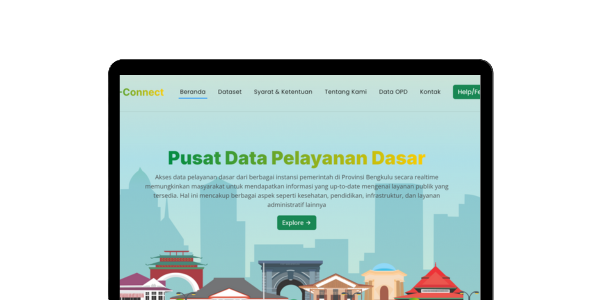 -Connect
Beranda Dataset Syarat & Ketentuan Tentang Kami Data OPD Kontak Help/Fe
Pusat Data Pelayanan Dasar
Akses data pelayanan dasar dari berbagai instansi pemerintah di Provinsi Bengkulu secara realtime
memungkinkan masyarakat untuk mendapatkan informasi yang up-to-date mengenai layanan publik yang
tersedia. Hal ini mencakup berbagai aspek seperti kesehatan, pendidikan, infrastruktur, dan layanan
administratif lainnya
Explore →